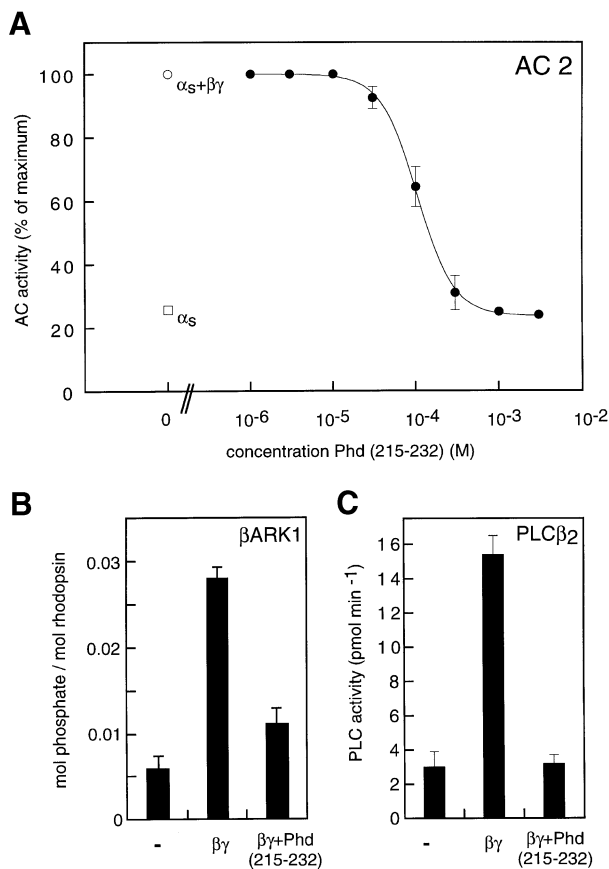 A
AC 2
AC activity (% of maximum)
100
80
60
40
20
0
αs+βγ
αs
0 10-6 10-5 10-4 10-3 10-2
concentration Phd (215-232) (M)
B
βARK1
mol phosphate / mol rhodopsin
0.03
0.02
0.01
0
- βγ βγ+Phd
(215-232)
C
PLCβ2
PLC activity (pmol min -1)
16
14
12
10
8
6
4
2
0
- βγ βγ+Phd
(215-232)